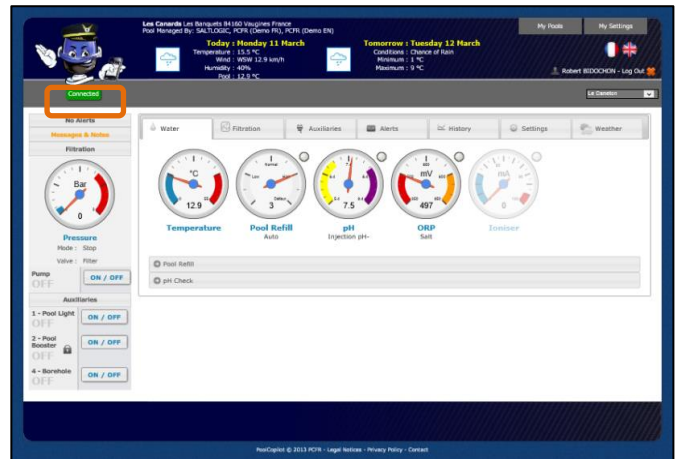 Les Canards Les Banquets 84160 Vaugines France
Pool Managed By: SALTLOGIC, PCFR (Demo FR), PCFR (Demo EN)
My Pools
My Settings
Today : Monday 11 March
Temperature : 15.5 °C
Wind : WSW 12.9 km/h
Humidity : 40%
Pool : 12.9 °C
Tomorrow : Tuesday 12 March
Conditions : Chance of Rain
Minimum : 1 °C
Maximum : 9 °C
Robert BIDOCHON - Log Out
Connected
No Alerts
Messages & Notes
Filtration
Bar
0
Pressure
Mode : Stop
Valve : Filter
Pump
OFF
ON / OFF
Auxiliaries
1 - Pool Light
OFF
ON / OFF
2 - Pool Booster
OFF
ON / OFF
4 - Borehole
OFF
ON / OFF
Water
Filtration
Auxiliaries
Alerts
History
Settings
Weather
°C
12.9
Temperature
3
Pool Refill
Auto
7.5
pH
Injection pH-
mV
497
ORP
Salt
mA
0
Ioniser
Pool Refill
pH Check
PoolCopilot © 2013 PCFR - Legal Notices - Privacy Policy - Contact